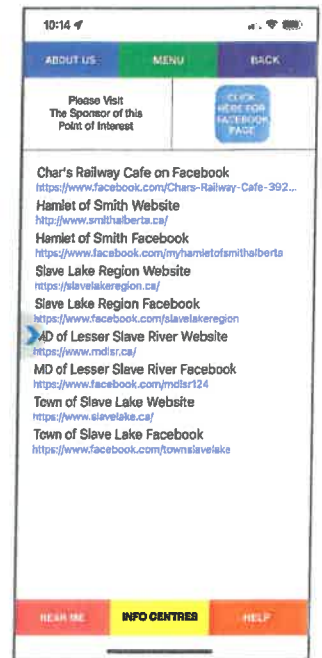 10:14
ABOUT US
MENU
BACK
Please Visit
The Sponsor of this
Point of Interest
CLICK
HERE FOR
FACEBOOK
PAGE
Char's Railway Cafe on Facebook
https://www.facebook.com/Chars-Railway-Cafe-392...
Hamlet of Smith Website
http://www.smithalberta.ca/
Hamlet of Smith Facebook
https://www.facebook.com/myhamletofsmithalberta
Slave Lake Region Website
https://slavelakeregion.ca/
Slave Lake Region Facebook
https://www.facebook.com/slavelakeregion
MD of Lesser Slave River Website
https://www.mdlsr.ca/
MD of Lesser Slave River Facebook
https://www.facebook.com/mdlsr124
Town of Slave Lake Website
https://www.slavelake.ca/
Town of Slave Lake Facebook
https://www.facebook.com/townslavelake
NEAR ME
INFO CENTRES
HELP